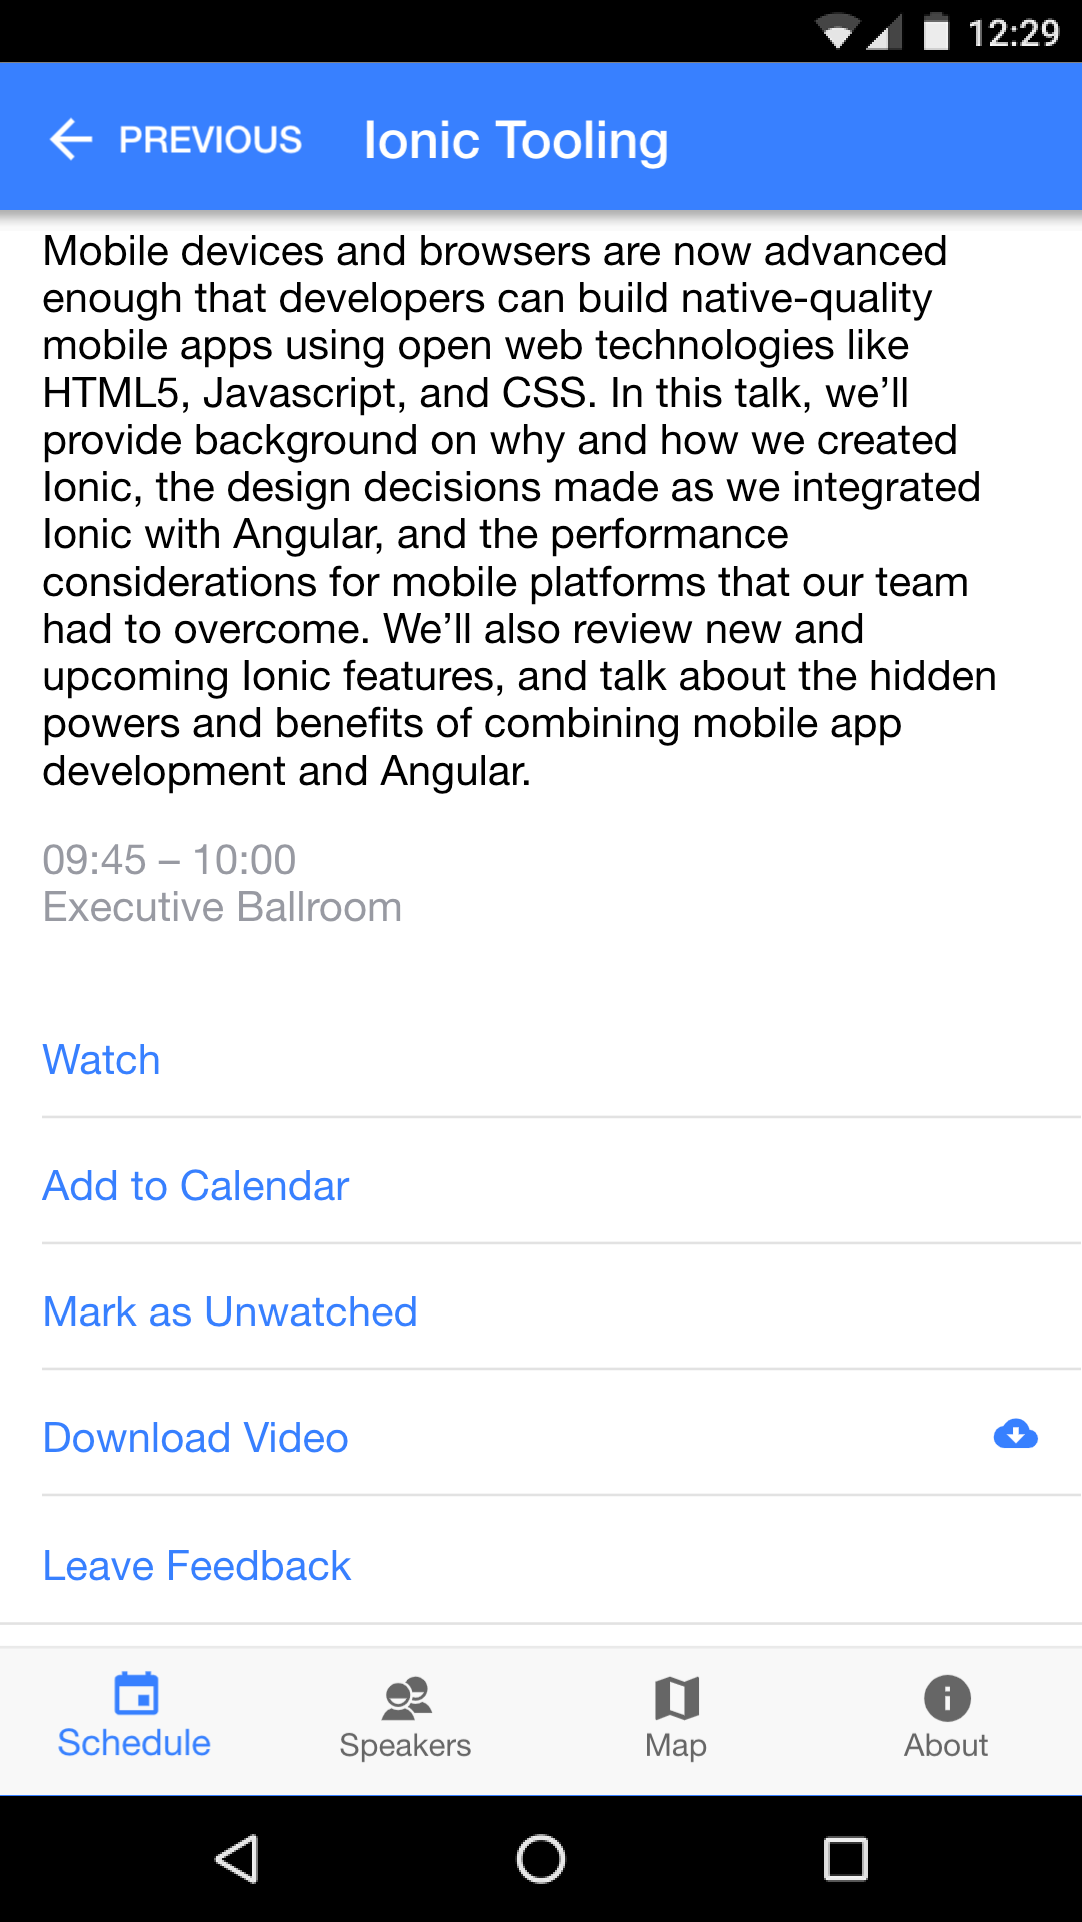 12:29
PREVIOUS Ionic Tooling
Mobile devices and browsers are now advanced
enough that developers can build native-quality
mobile apps using open web technologies like
HTML5, Javascript, and CSS. In this talk, we’ll
provide background on why and how we created
Ionic, the design decisions made as we integrated
Ionic with Angular, and the performance
considerations for mobile platforms that our team
had to overcome. We’ll also review new and
upcoming Ionic features, and talk about the hidden
powers and benefits of combining mobile app
development and Angular.
09:45 – 10:00
Executive Ballroom
Watch
Add to Calendar
Mark as Unwatched
Download Video
Leave Feedback
Schedule Speakers Map About